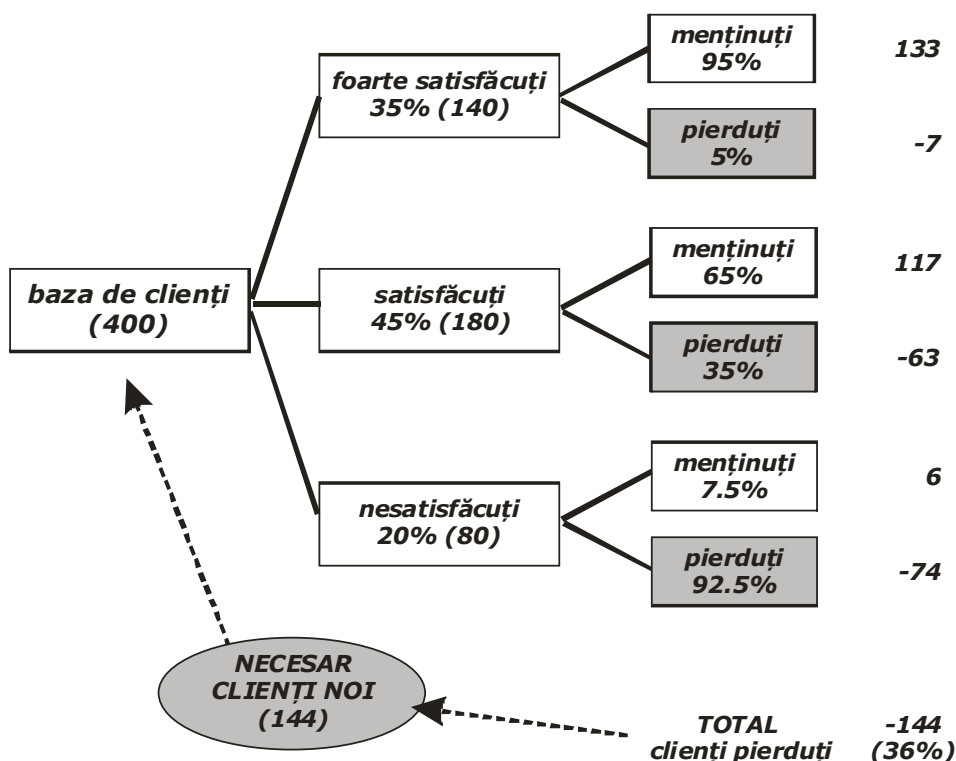 menținuți
95%
133
foarte satisfăcuți
35% (140)
pierduți
5%
-7
menținuți
65%
117
baza de clienți
(400)
satisfăcuți
45% (180)
pierduți
35%
-63
menținuți
7.5%
6
nesatisfăcuți
20% (80)
pierduți
92.5%
-74
NECESAR
CLIENȚI NOI
(144)
TOTAL
clienți pierduți
-144
(36%)